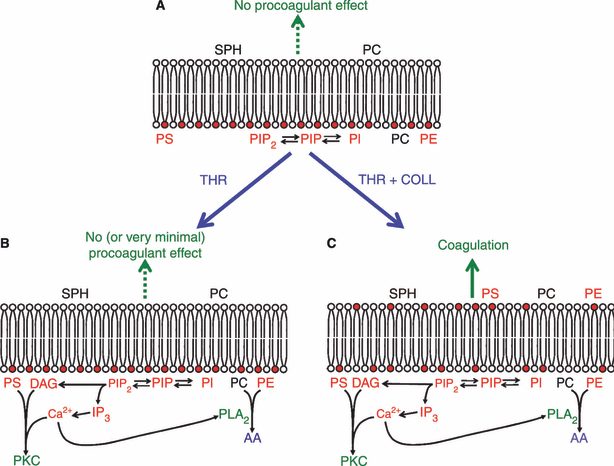 A
No procoagulant effect
SPH PC
PS PIP2 PIP PI PC PE
THR THR + COLL
B
No (or very minimal)
procoagulant effect
SPH PC
PS DAG PIP2 PIP PI PC PE
Ca2+ IP3 PLA2
AA
PKC
C
Coagulation
SPH PS PC PE
PS DAG PIP2 PIP PI PC PE
Ca2+ IP3 PLA2
AA
PKC